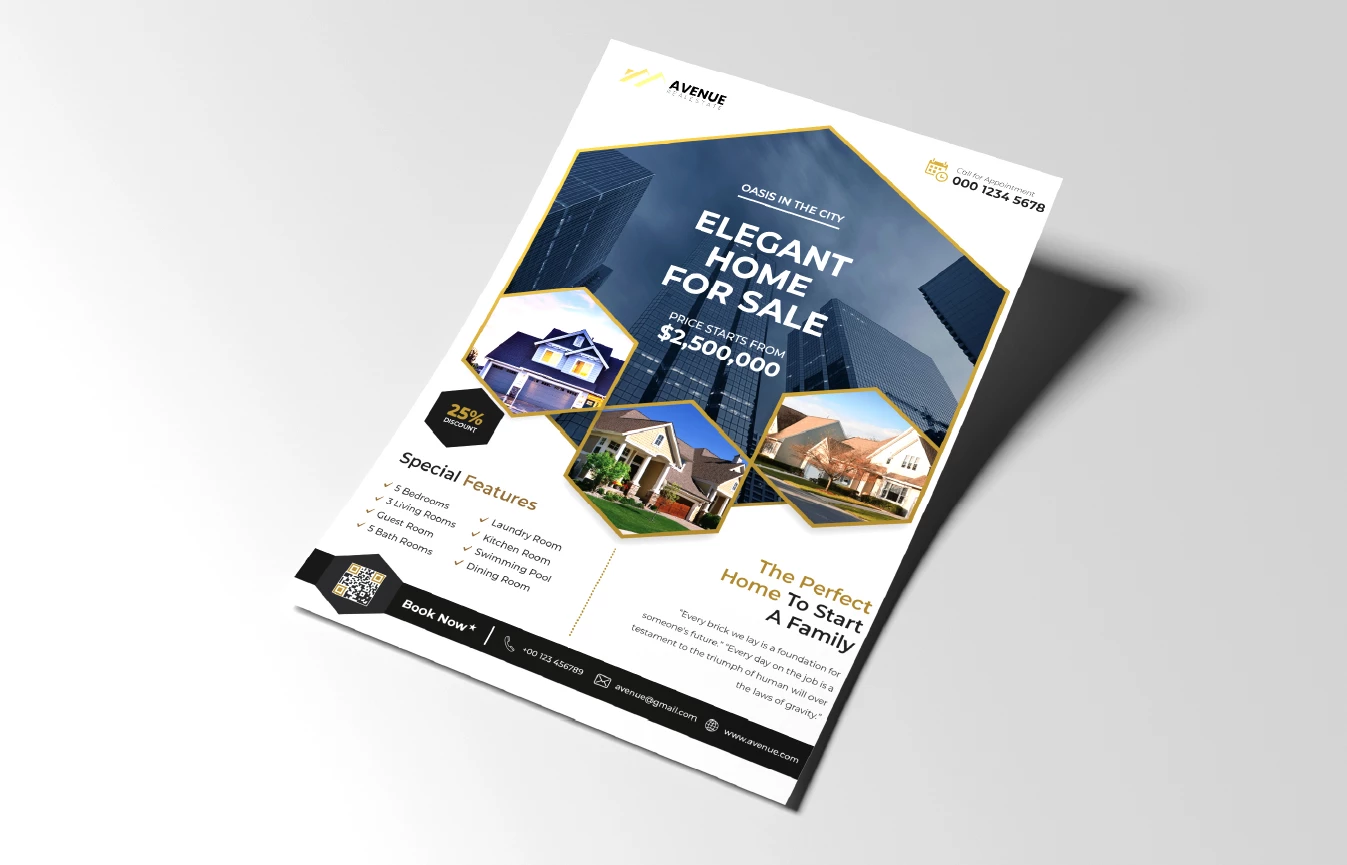 AVENUE
REALESTATE
Call for Appointment
000 1234 5678
OASIS IN THE CITY
ELEGANT
HOME
FOR SALE
PRICE STARTS FROM
$2,500,000
25%
DISCOUNT
Special Features
5 Bedrooms
3 Living Rooms
Guest Room
5 Bath Rooms
Laundry Room
Kitchen Room
Swimming Pool
Dining Room
The Perfect
Home To Start
A Family
"Every brick we lay is a foundation for
someone's future." "Every day on the job is a
testament to the triumph of human will over
the laws of gravity."
Book Now*
+00 123 456789
avenue@gmail.com
www.avenue.com